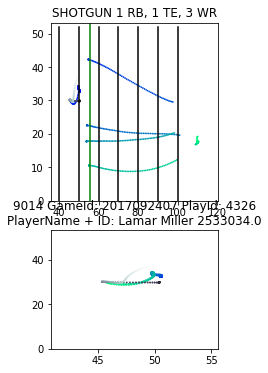 SHOTGUN 1 RB, 1 TE, 3 WR
50
40
30
20
10
0
40 60 80 100 120
9014 GameId: 2017092407 PlayId: 4326
PlayerName + ID: Lamar Miller 2533034.0
40
20
0
45 50 55